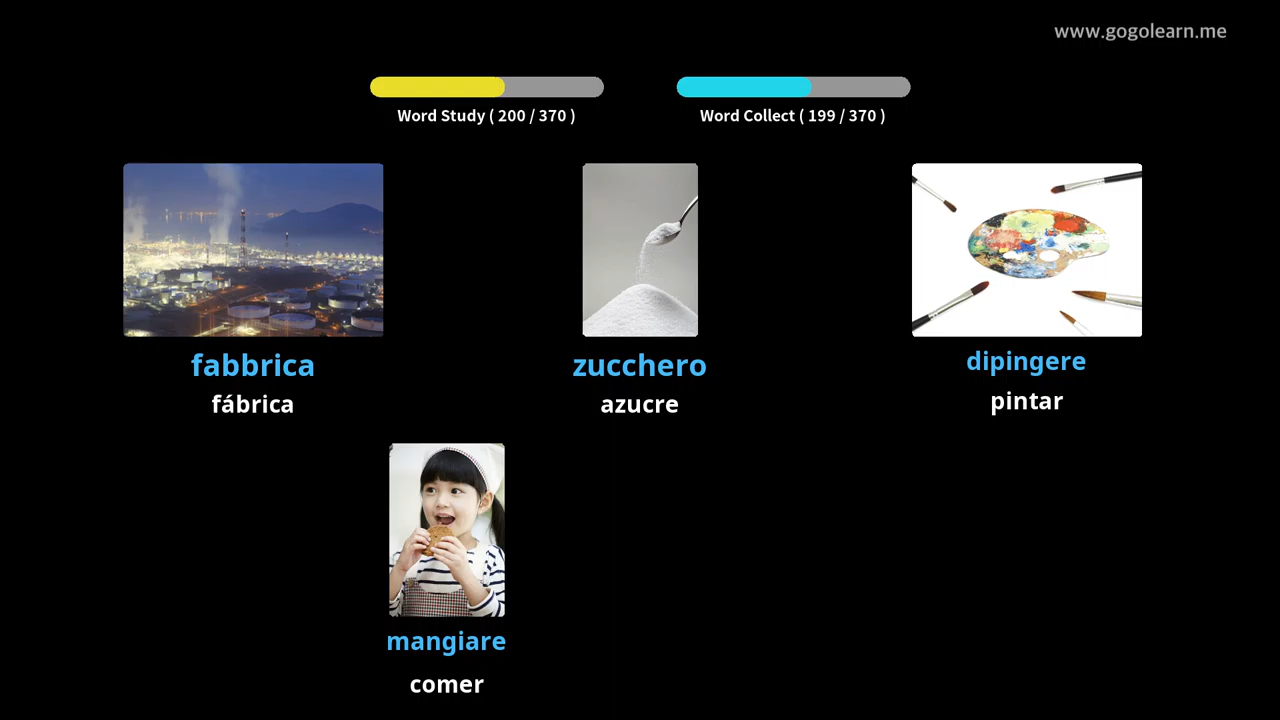 www.gogolearn.me
Word Study ( 200 / 370 )
Word Collect ( 199 / 370 )
fabbrica
fábrica
zucchero
azucre
dipingere
pintar
mangiare
comer